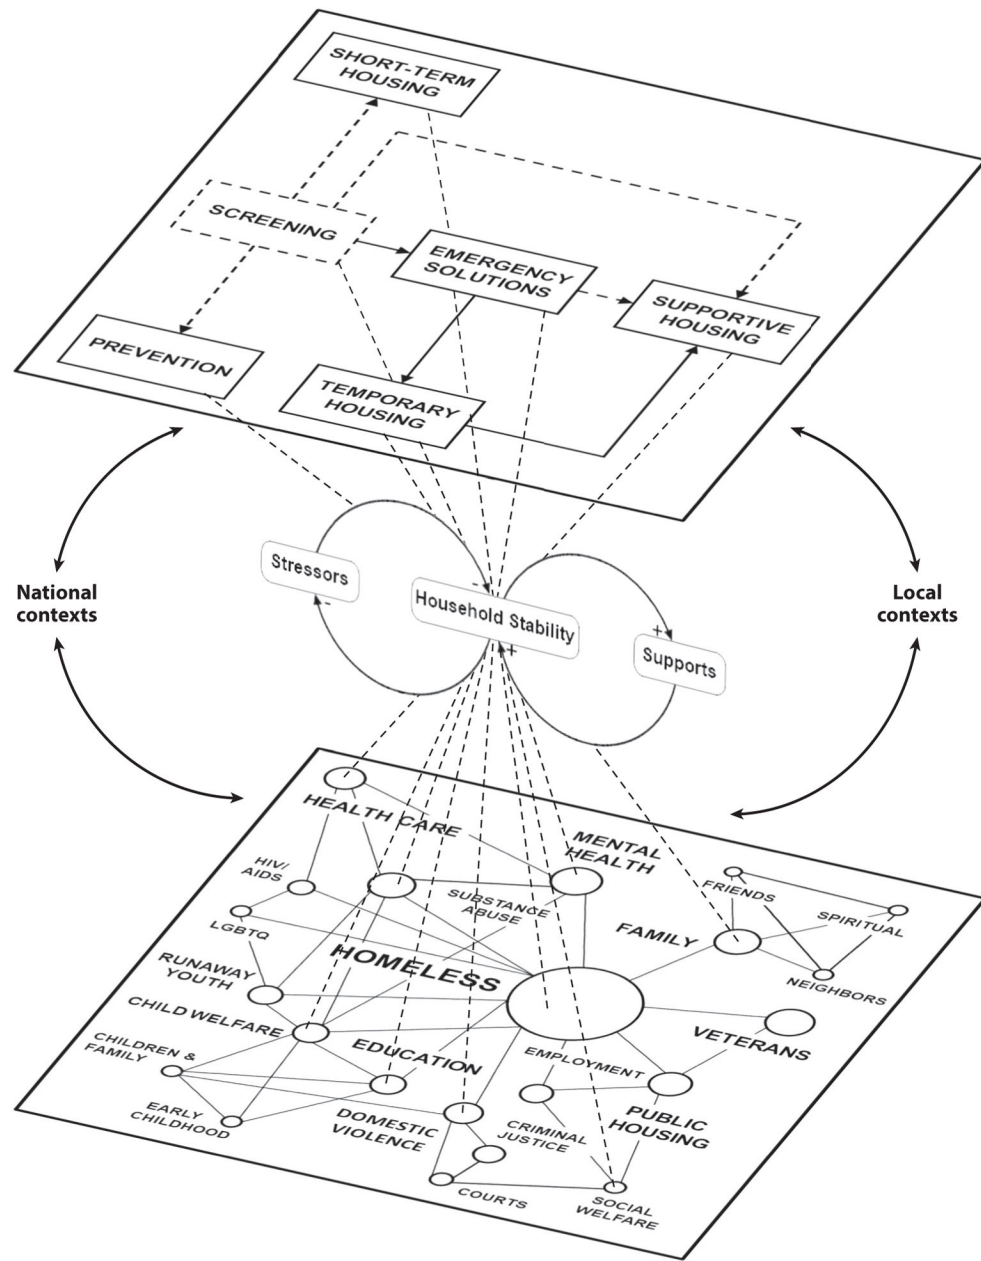 SHORT-TERM
HOUSING
SCREENING
EMERGENCY
SOLUTIONS
SUPPORTIVE
HOUSING
PREVENTION
TEMPORARY
HOUSING
National
contexts
Local
contexts
Stressors
-
-
Household Stability
+
+
Supports
HEALTH CARE
MENTAL
HEALTH
HIV/
AIDS
SUBSTANCE
ABUSE
FRIENDS
SPIRITUAL
LGBTQ
FAMILY
HOMELESS
NEIGHBORS
RUNAWAY
YOUTH
CHILD WELFARE
VETERANS
CHILDREN &
FAMILY
EDUCATION
EMPLOYMENT
EARLY
CHILDHOOD
DOMESTIC
VIOLENCE
CRIMINAL
JUSTICE
PUBLIC
HOUSING
COURTS
SOCIAL
WELFARE